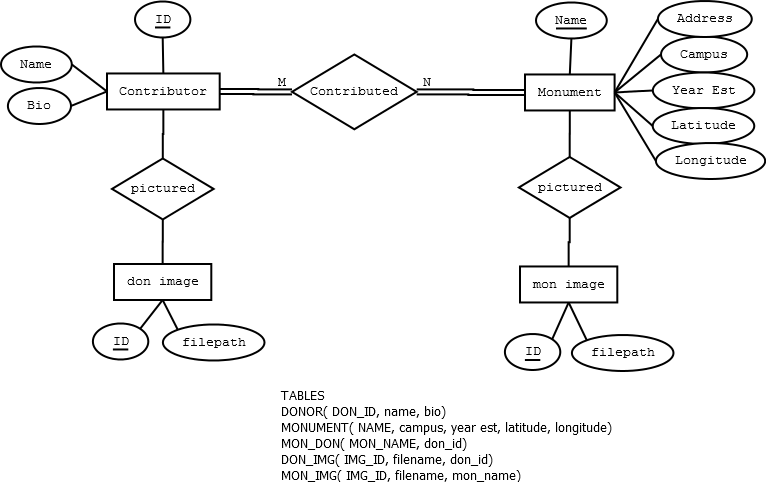 ID
Name
Name
Address
Bio
Contributor
M
Contributed
N
Monument
Campus
Year Est
Latitude
Longitude
pictured
pictured
don image
mon image
ID
filepath
ID
filepath
TABLES
DONOR( DON_ID, name, bio)
MONUMENT( NAME, campus, year est, latitude, longitude)
MON_DON( MON_NAME, don_id)
DON_IMG( IMG_ID, filename, don_id)
MON_IMG( IMG_ID, filename, mon_name)